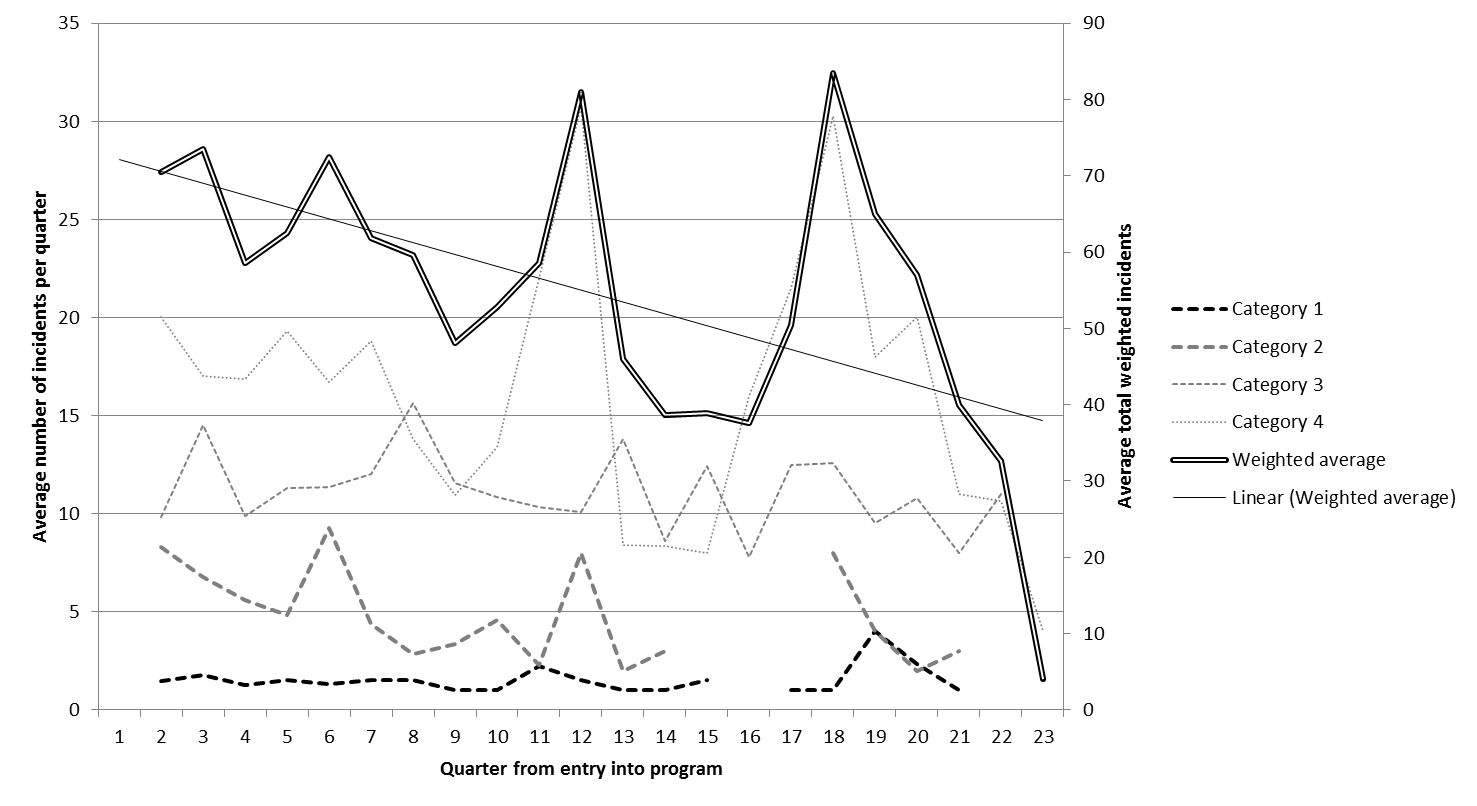 35
30
25
20
15
10
5
0
Average number of incidents per quarter
90
80
70
60
50
40
30
20
10
0
Average total weighted incidents
1 2 3 4 5 6 7 8 9 10 11 12 13 14 15 16 17 18 19 20 21 22 23
Quarter from entry into program
Category 1
Category 2
Category 3
Category 4
Weighted average
Linear (Weighted average)